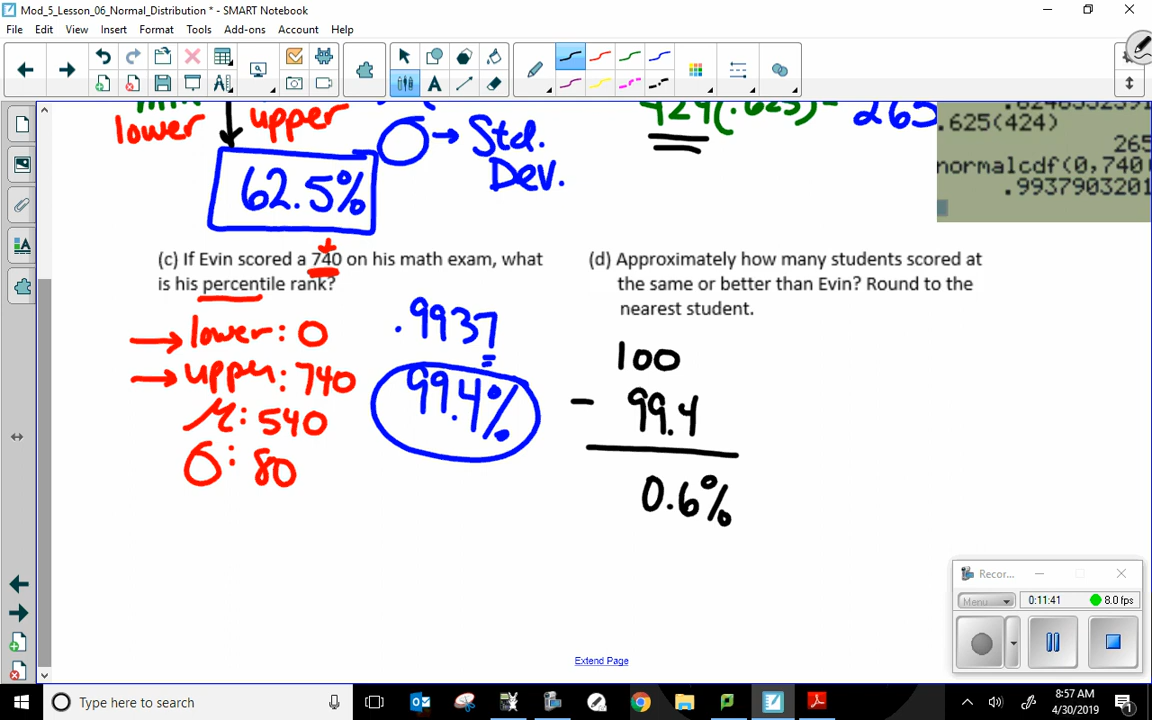 Mod_5_Lesson_06_Normal_Distribution * - SMART Notebook
File Edit View Insert Format Tools Add-ons Account Help
lower upper
σ → Std. Dev.
62.5%
424(.625) = 265
.625(424)
265
normalcdf(0,740
.9937903201
(c) If Evin scored a 740 on his math exam, what
is his percentile rank?
→ lower: 0
→ upper: 740
μ: 540
σ: 80
.9937
99.4%
(d) Approximately how many students scored at
the same or better than Evin? Round to the
nearest student.
100
- 99.4
0.6%
Extend Page
Recor...
Menu
0:11:41
8.0 fps
Type here to search
8:57 AM
4/30/2019